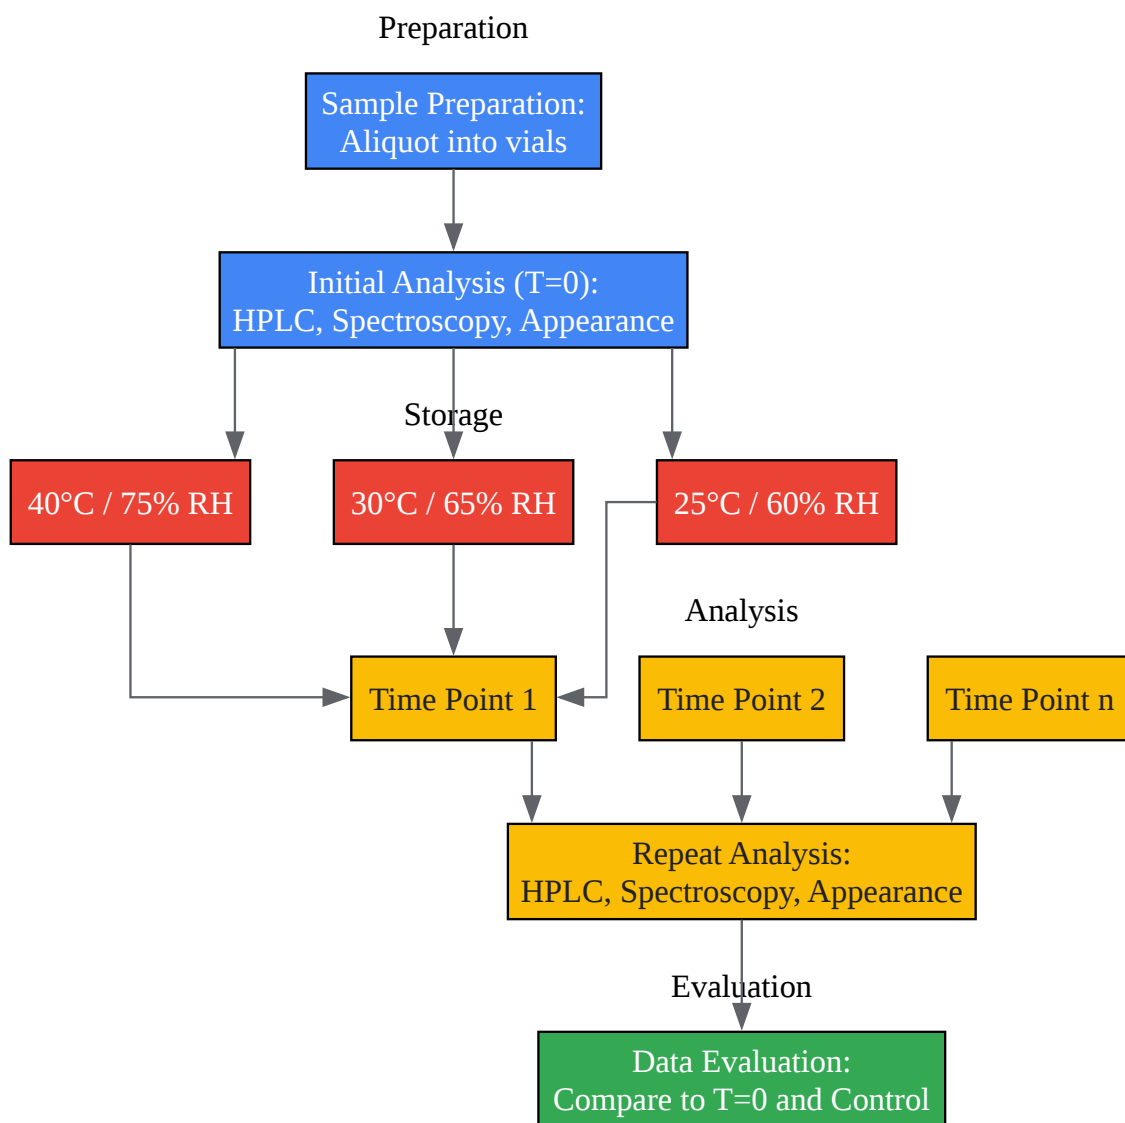 Preparation
Sample Preparation:
Aliquot into vials
Initial Analysis (T=0):
HPLC, Spectroscopy, Appearance
Storage
40°C / 75% RH
30°C / 65% RH
25°C / 60% RH
Analysis
Time Point 1
Time Point 2
Time Point n
Repeat Analysis:
HPLC, Spectroscopy, Appearance
Evaluation
Data Evaluation:
Compare to T=0 and Control